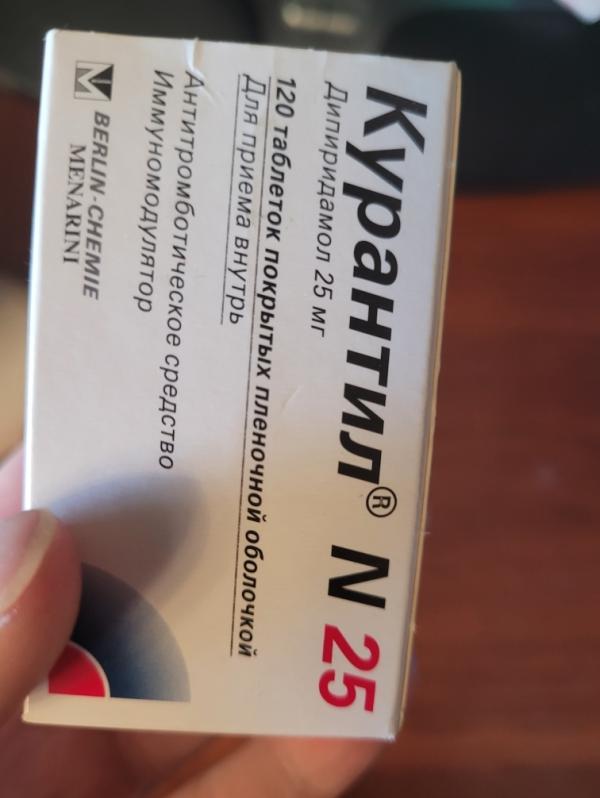 Курантил® N 25
Дипиридамол 25 мг
120 таблеток покрытых пленочной оболочкой
Для приема внутрь
Антитромботическое средство
Иммуномодулятор
BERLIN-CHEMIE
MENARINI